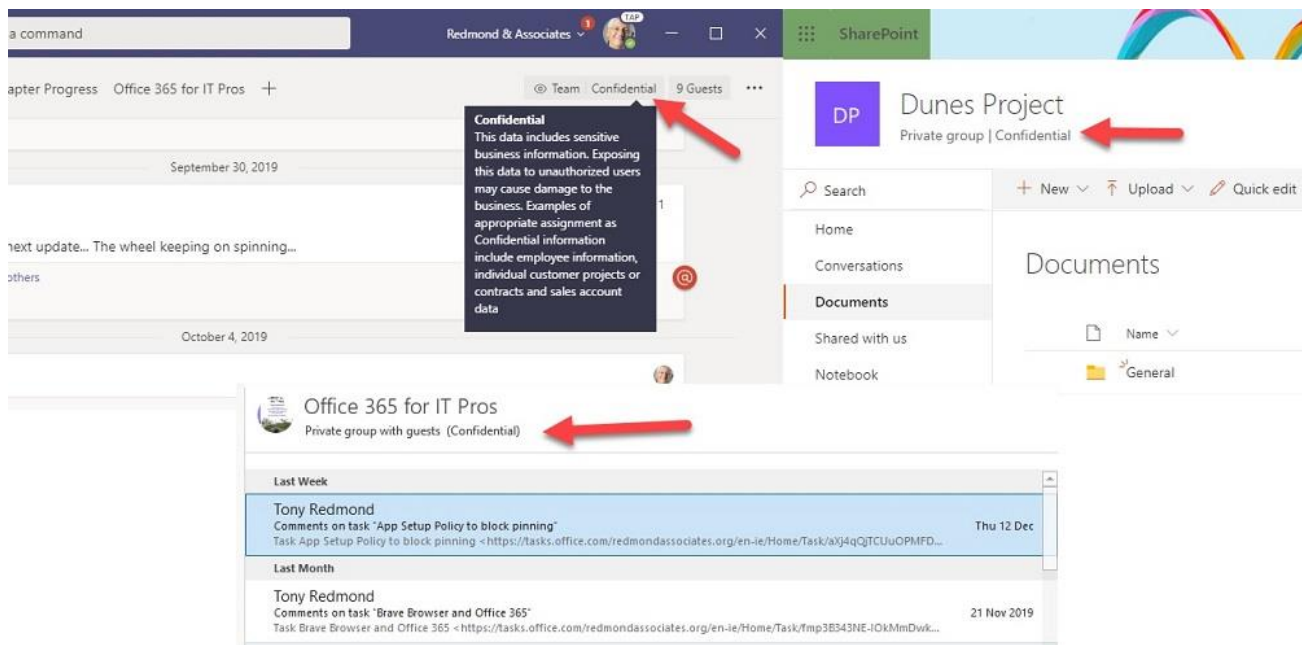 a command
Redmond & Associates
1
TAP
apter Progress Office 365 for IT Pros
Team Confidential 9 Guests
Confidential
This data includes sensitive
business information. Exposing
this data to unauthorized users
may cause damage to the
business. Examples of
appropriate assignment as
Confidential information
include employee information,
individual customer projects or
contracts and sales account
data
September 30, 2019
1
next update... The wheel keeping on spinning...
others
@
October 4, 2019
SharePoint
DP
Dunes Project
Private group | Confidential
Search
+ New Upload Quick edit
Home
Conversations
Documents
Shared with us
Notebook
Documents
Name
General
Office 365 for IT Pros
Private group with guests (Confidential)
Last Week
Tony Redmond
Comments on task "App Setup Policy to block pinning"
Thu 12 Dec
Task App Setup Policy to block pinning <https://tasks.office.com/redmondassociates.org/en-ie/Home/Task/aXj4qQjTCUuOPMFD...
Last Month
Tony Redmond
Comments on task "Brave Browser and Office 365"
21 Nov 2019
Task Brave Browser and Office 365 <https://tasks.office.com/redmondassociates.org/en-ie/Home/Task/fmp3B343NE-IOkMmDwk...